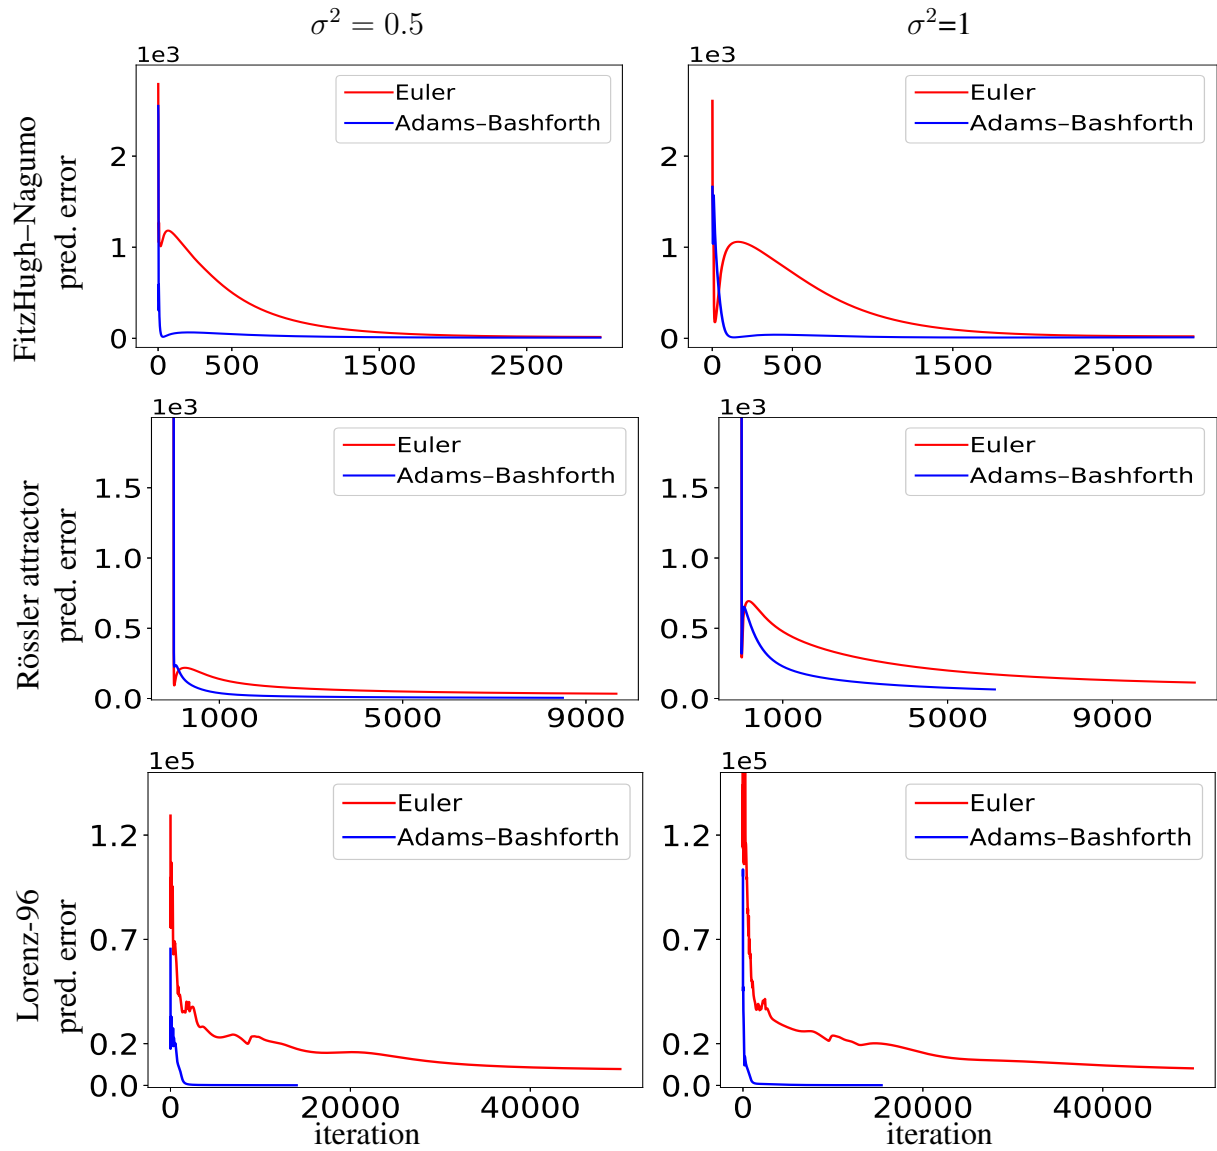 σ² = 0.5
σ²=1
FitzHugh–Nagumo
pred. error
1e3
2
1
0
0 500 1500 2500
Euler
Adams–Bashforth
1e3
2
1
0
0 500 1500 2500
Euler
Adams–Bashforth
Rössler attractor
pred. error
1e3
1.5
1.0
0.5
0.0
1000 5000 9000
Euler
Adams–Bashforth
1e3
1.5
1.0
0.5
0.0
1000 5000 9000
Euler
Adams–Bashforth
Lorenz-96
pred. error
1e5
1.2
0.7
0.2
0.0
0 20000 40000
iteration
Euler
Adams–Bashforth
1e5
1.2
0.7
0.2
0.0
0 20000 40000
iteration
Euler
Adams–Bashforth